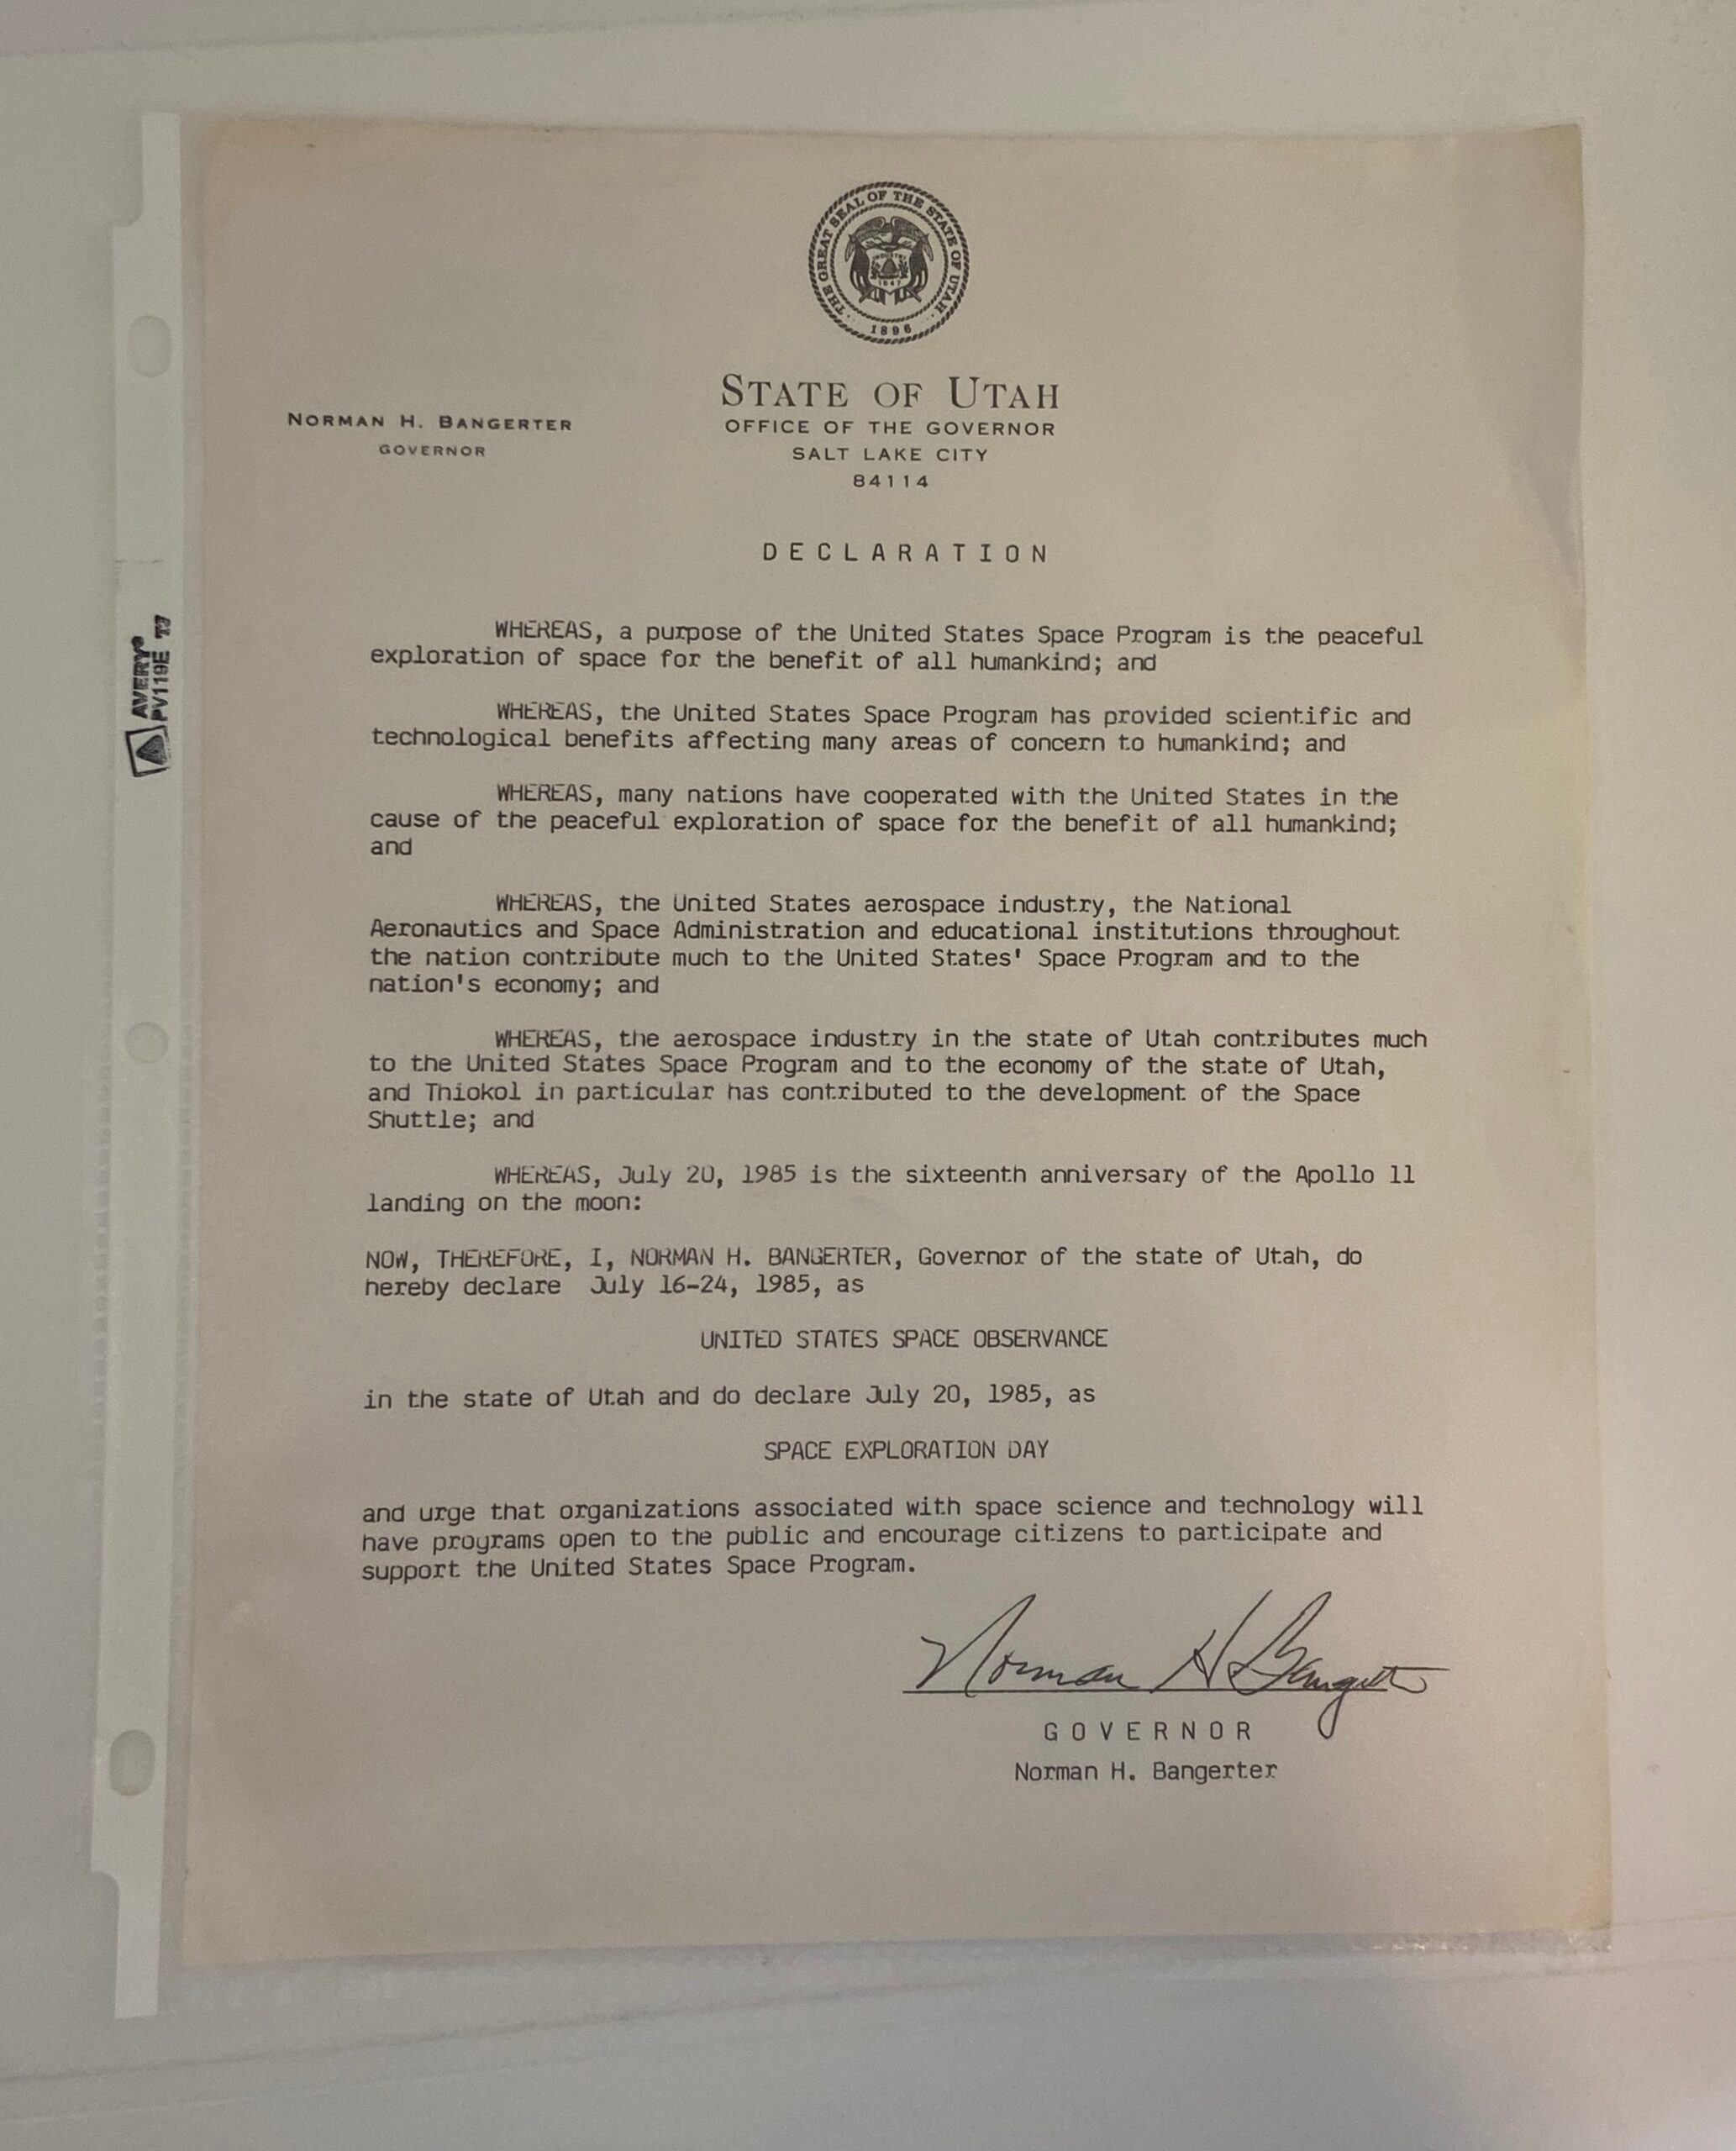 THE GREAT SEAL OF THE STATE OF UTAH
1847
1896
STATE OF UTAH
OFFICE OF THE GOVERNOR
SALT LAKE CITY
84114
NORMAN H. BANGERTER
GOVERNOR
DECLARATION
WHEREAS, a purpose of the United States Space Program is the peaceful
exploration of space for the benefit of all humankind; and
WHEREAS, the United States Space Program has provided scientific and
technological benefits affecting many areas of concern to humankind; and
WHEREAS, many nations have cooperated with the United States in the
cause of the peaceful exploration of space for the benefit of all humankind;
and
WHEREAS, the United States aerospace industry, the National
Aeronautics and Space Administration and educational institutions throughout
the nation contribute much to the United States' Space Program and to the
nation's economy; and
WHEREAS, the aerospace industry in the state of Utah contributes much
to the United States Space Program and to the economy of the state of Utah,
and Thiokol in particular has contributed to the development of the Space
Shuttle; and
WHEREAS, July 20, 1985 is the sixteenth anniversary of the Apollo 11
landing on the moon:
NOW, THEREFORE, I, NORMAN H. BANGERTER, Governor of the state of Utah, do
hereby declare July 16-24, 1985, as
UNITED STATES SPACE OBSERVANCE
in the state of Utah and do declare July 20, 1985, as
SPACE EXPLORATION DAY
and urge that organizations associated with space science and technology will
have programs open to the public and encourage citizens to participate and
support the United States Space Program.
Norman H Bangerter
GOVERNOR
Norman H. Bangerter
AVERY®
PV119E